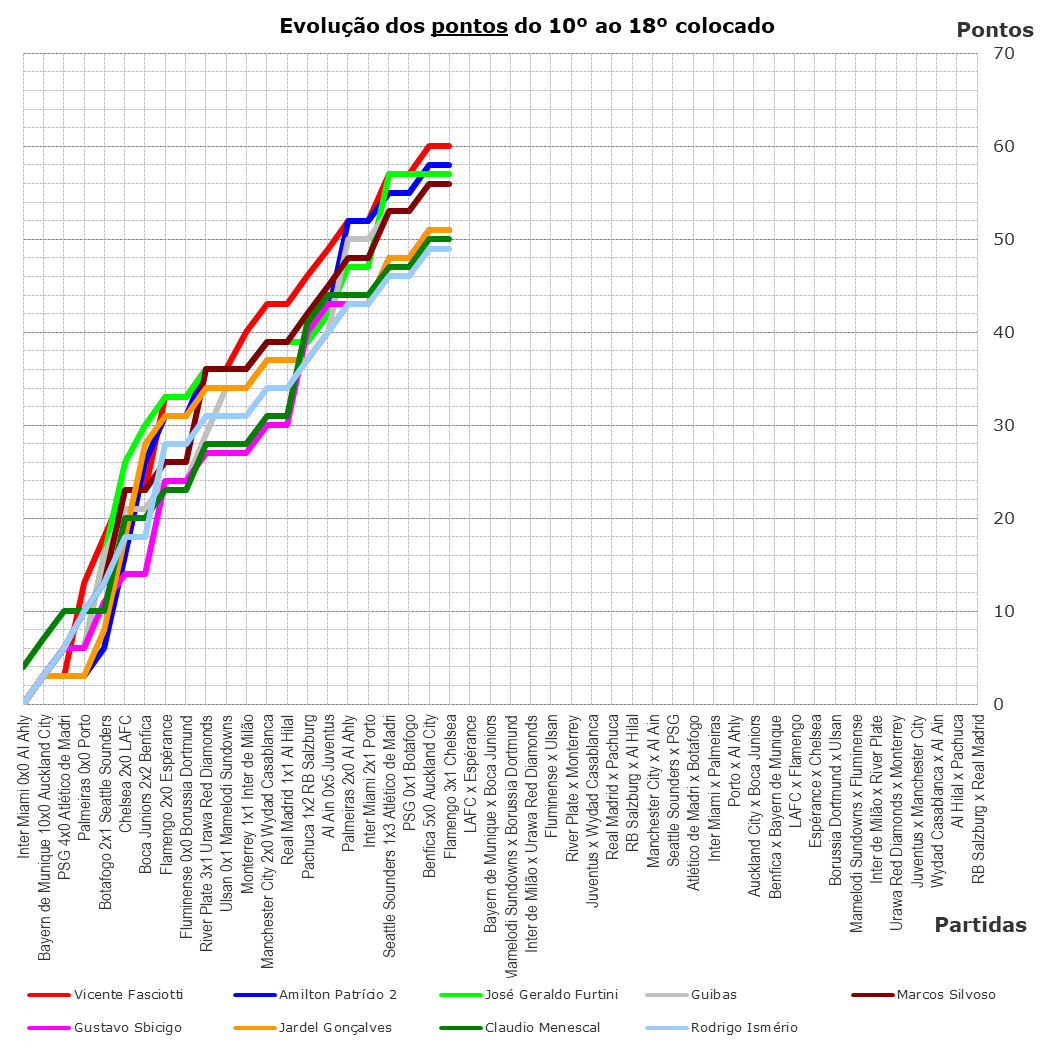 Evolução dos pontos do 10º ao 18º colocado
Pontos
70
60
50
40
30
20
10
0
Inter Miami 0x0 Al Ahly
Bayern de Munique 10x0 Auckland City
PSG 4x0 Atlético de Madri
Palmeiras 0x0 Porto
Botafogo 2x1 Seattle Sounders
Chelsea 2x0 LAFC
Boca Juniors 2x2 Benfica
Flamengo 2x0 Espérance
Fluminense 0x0 Borussia Dortmund
River Plate 3x1 Urawa Red Diamonds
Ulsan 0x1 Mamelodi Sundowns
Monterrey 1x1 Inter de Milão
Manchester City 2x0 Wydad Casablanca
Real Madrid 1x1 Al Hilal
Pachuca 1x2 RB Salzburg
Al Ain 0x5 Juventus
Palmeiras 2x0 Al Ahly
Inter Miami 2x1 Porto
Seattle Sounders 1x3 Atlético de Madri
PSG 0x1 Botafogo
Benfica 5x0 Auckland City
Flamengo 3x1 Chelsea
LAFC x Espérance
Bayern de Munique x Boca Juniors
Mamelodi Sundowns x Borussia Dortmund
Inter de Milão x Urawa Red Diamonds
Fluminense x Ulsan
River Plate x Monterrey
Juventus x Wydad Casablanca
Real Madrid x Pachuca
RB Salzburg x Al Hilal
Manchester City x Al Ain
Seattle Sounders x PSG
Atlético de Madri x Botafogo
Inter Miami x Palmeiras
Porto x Al Ahly
Auckland City x Boca Juniors
Benfica x Bayern de Munique
LAFC x Flamengo
Espérance x Chelsea
Borussia Dortmund x Ulsan
Mamelodi Sundowns x Fluminense
Inter de Milão x River Plate
Urawa Red Diamonds x Monterrey
Juventus x Manchester City
Wydad Casablanca x Al Ain
Al Hilal x Pachuca
RB Salzburg x Real Madrid
Partidas
Vicente Fasciotti
Amilton Patrício 2
José Geraldo Furtini
Guibas
Marcos Silvoso
Gustavo Sbicigo
Jardel Gonçalves
Claudio Menescal
Rodrigo Ismério